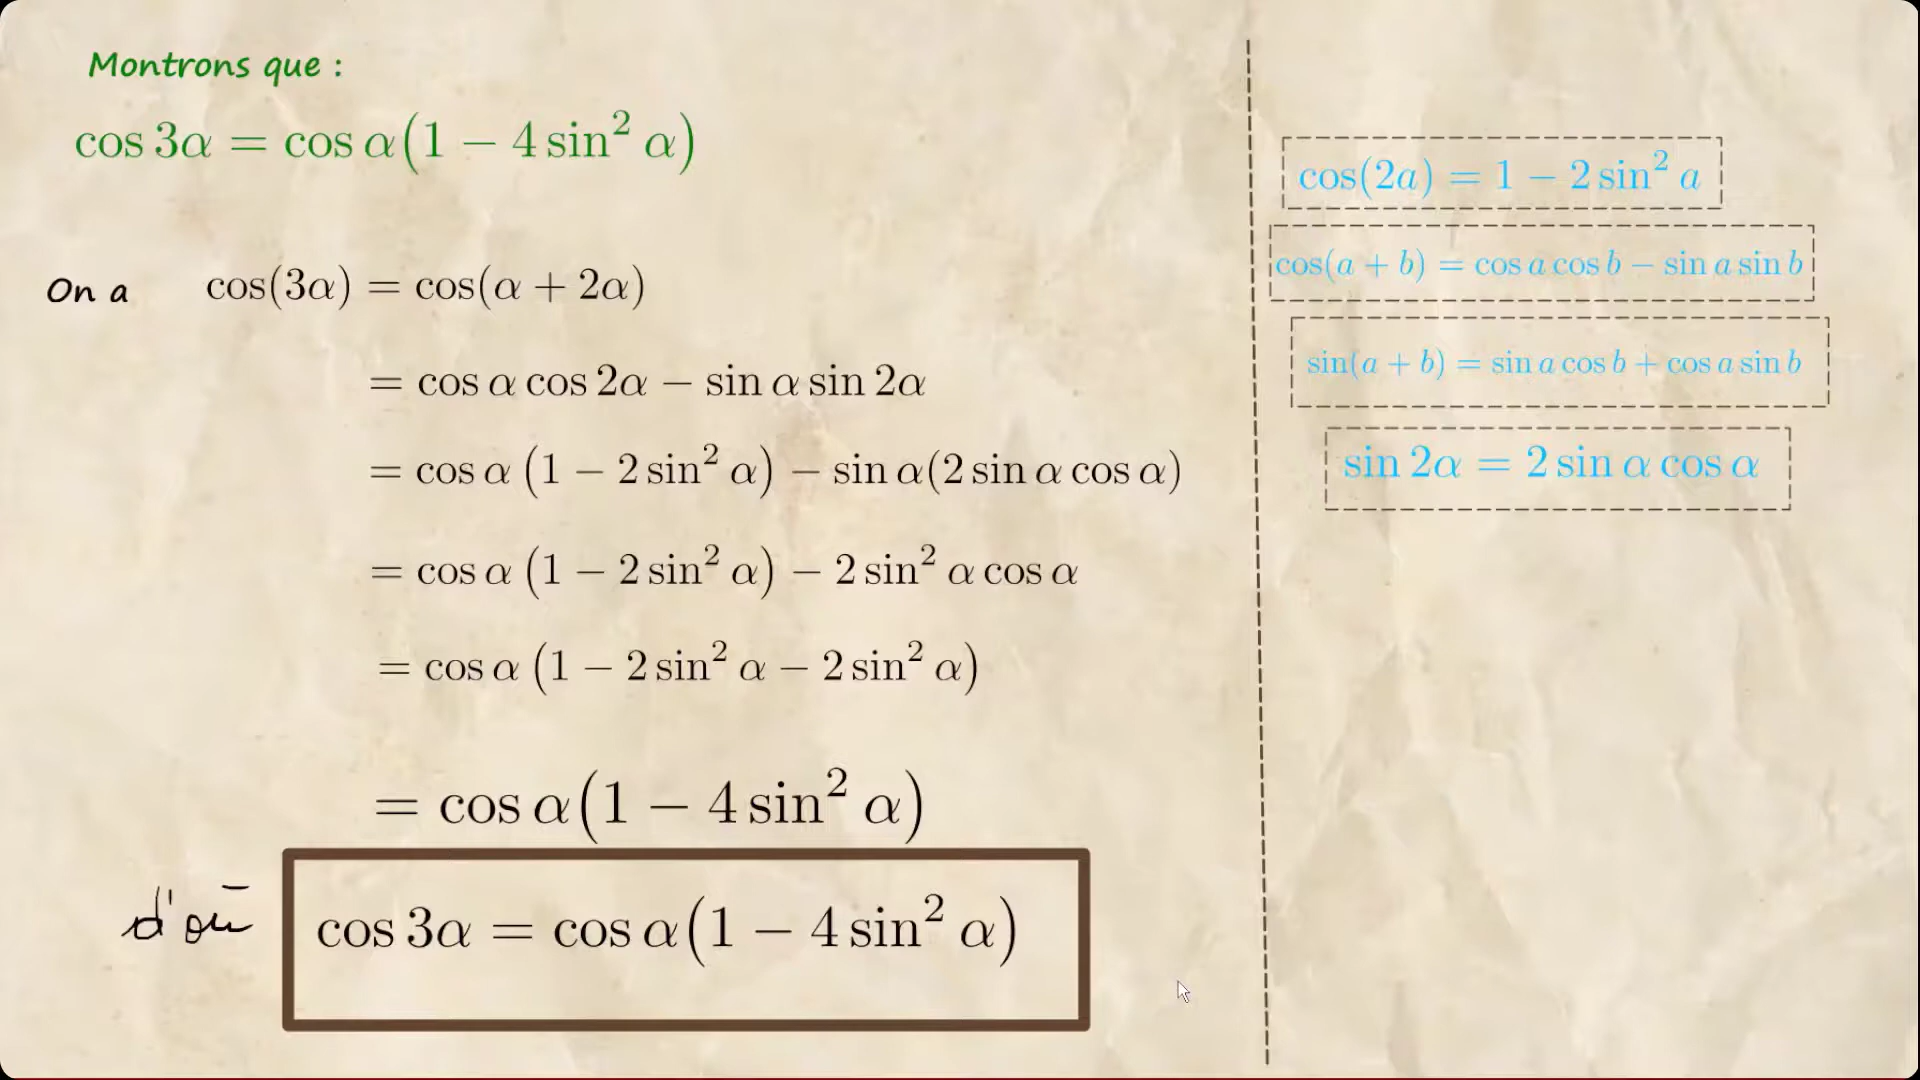 Montrons que :
cos 3α = cos α(1 − 4 sin² α)
On a cos(3α) = cos(α + 2α)
= cos α cos 2α − sin α sin 2α
= cos α (1 − 2 sin² α) − sin α(2 sin α cos α)
= cos α (1 − 2 sin² α) − 2 sin² α cos α
= cos α (1 − 2 sin² α − 2 sin² α)
= cos α(1 − 4 sin² α)
d'où cos 3α = cos α(1 − 4 sin² α)
cos(2a) = 1 − 2 sin² a
cos(a + b) = cos a cos b − sin a sin b
sin(a + b) = sin a cos b + cos a sin b
sin 2α = 2 sin α cos α